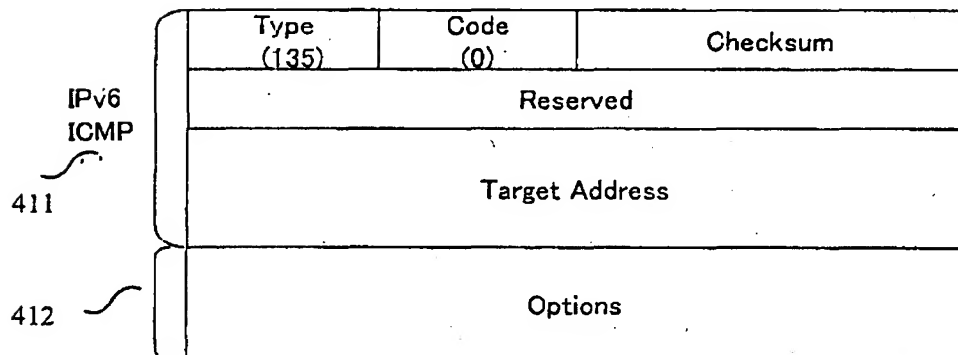 Type
(135)
Code
(0)
Checksum
IPv6
ICMP
Reserved
411
Target Address
412
Options